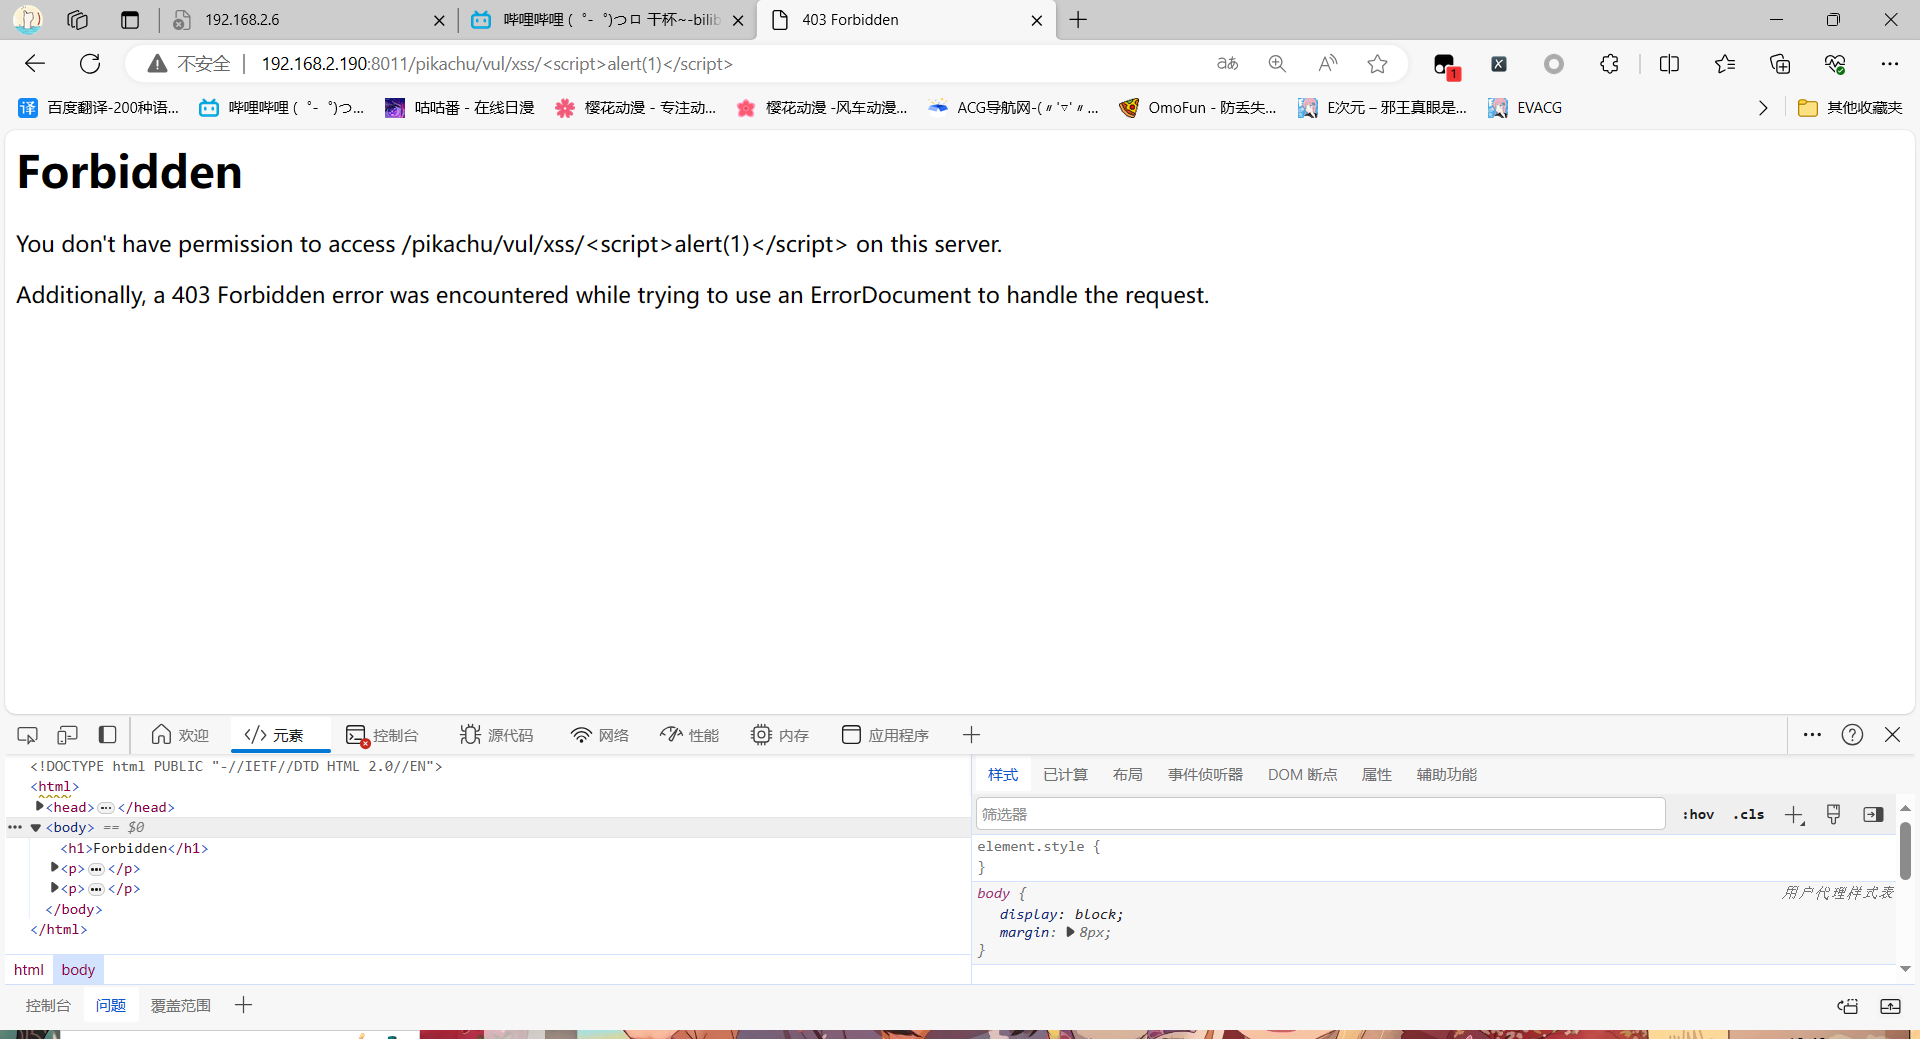 192.168.2.6
哔哩哔哩 (゜-゜)つロ 干杯~-bilib
403 Forbidden
不安全
192.168.2.190:8011/pikachu/vul/xss/<script>alert(1)</script>
aあ
1
译 百度翻译-200种语...
哔哩哔哩 (゜-゜)つ...
咕咕番 - 在线日漫
樱花动漫 - 专注动...
樱花动漫 -风车动漫...
ACG导航网-(〃'▽'〃...
OmoFun - 防丢失...
E次元 – 邪王真眼是...
EVACG
其他收藏夹
Forbidden
You don't have permission to access /pikachu/vul/xss/<script>alert(1)</script> on this server.
Additionally, a 403 Forbidden error was encountered while trying to use an ErrorDocument to handle the request.
欢迎
</> 元素
控制台
源代码
网络
性能
内存
应用程序
<!DOCTYPE html PUBLIC "-//IETF//DTD HTML 2.0//EN">
<html>
<head>…</head>
<body> == $0
<h1>Forbidden</h1>
<p>…</p>
<p>…</p>
</body>
</html>
html
body
样式
已计算
布局
事件侦听器
DOM 断点
属性
辅助功能
筛选器
:hov
.cls
element.style {
}
body {
用户代理样式表
display: block;
margin: 8px;
}
控制台
问题
覆盖范围